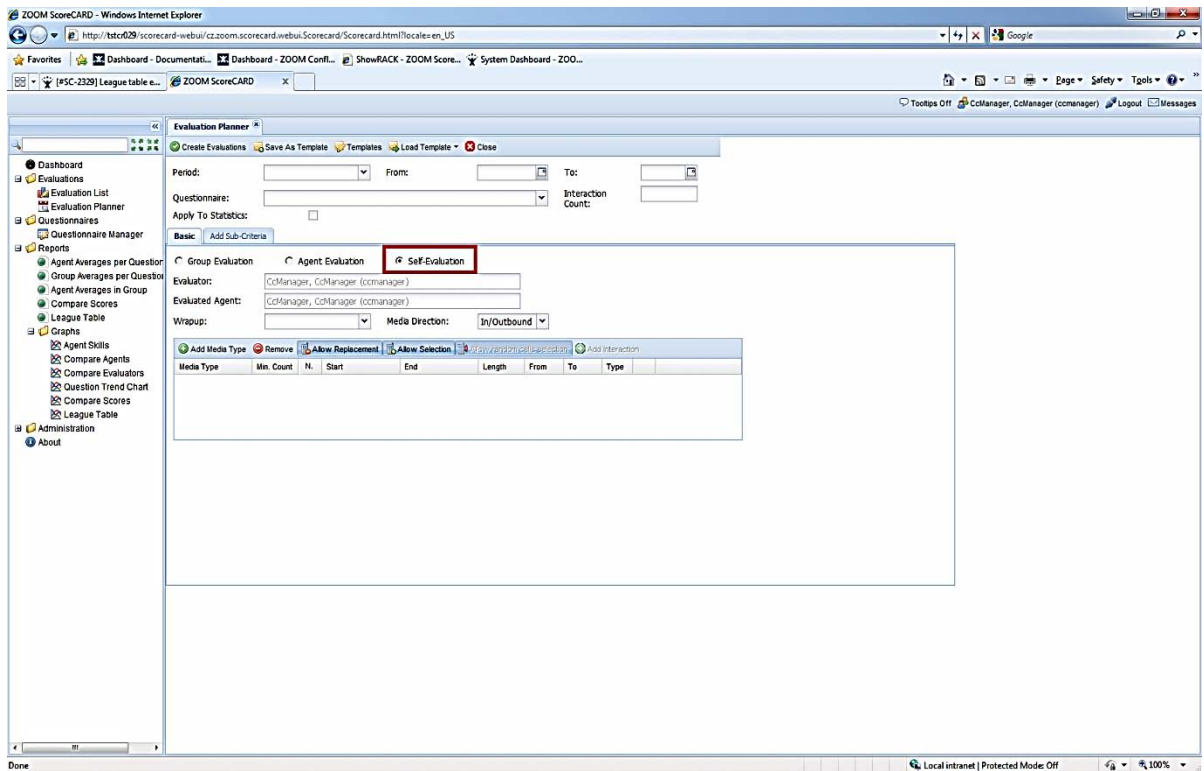 ZOOM ScoreCARD - Windows Internet Explorer
http://tstcr029/scorecard-webui/cz.zoom.scorecard.webui.Scorecard/Scorecard.html?locale=en_US
Google
Favorites Dashboard - Documentati... Dashboard - ZOOM Confl... ShowRACK - ZOOM Score... System Dashboard - ZOO...
[#SC-2329] League table e... ZOOM ScoreCARD x Page Safety Tools
Tooltips Off CcManager, CcManager (ccmanager) Logout Messages
Evaluation Planner
Create Evaluations Save As Template Templates Load Template Close
Dashboard
Evaluations
Evaluation List
Evaluation Planner
Questionnaires
Questionnaire Manager
Reports
Agent Averages per Question
Group Averages per Question
Agent Averages in Group
Compare Scores
League Table
Graphs
Agent Skills
Compare Agents
Compare Evaluators
Question Trend Chart
Compare Scores
League Table
Administration
About
Period: From: To:
Questionnaire: Interaction Count:
Apply To Statistics:
Basic Add Sub-Criteria
Group Evaluation Agent Evaluation Self-Evaluation
Evaluator: CcManager, CcManager (ccmanager)
Evaluated Agent: CcManager, CcManager (ccmanager)
Wrapup: Media Direction: In/Outbound
Add Media Type Remove Allow Replacement Allow Selection Add Interaction
Media Type Min. Count N. Start End Length From To Type
Done Local intranet | Protected Mode: Off 100%